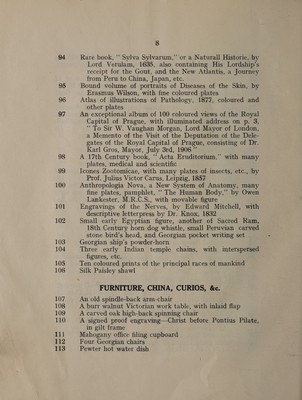 8
94 Rare book, " Sylva Sylvarum," or a Naturall Historie, by
Lord Verulam, 1635, also containing His Lordship's
receipt for the Gout, and the New Atlantis, a Journey
from Peru to China, Japan, etc.
95 Bound volume of portraits of Diseases of the Skin, by
Erasmus Wilson, with fine coloured plates
96 Atlas of illustrations of Pathology, 1877, coloured and
other plates
97 An exceptional album of 100 coloured views of the Royal
Capital of Prague, with illuminated address on p. 3,
" To Sir W. Vaughan Morgan, Lord Mayor of London,
a Memento of the Visit of the Deputation of the Dele-
gates of the Royal Capital of Prague, consisting of Dr.
Karl Gros, Mayor, July 3rd, 1906 "
98 A 17th Century book, " Acta Eruditorium," with many
plates, medical and scientific
99 Icones Zootomicae, with many plates of insects, etc., by
Prof. Julius Victor Carus, Leipzig, 1857
100 Anthropologia Nova, a New System of Anatomy, many
fine plates, pamphlet, " The Human Body," by Owen
Lankester, M.R.C.S., with movable figure
101 Engravings of the Nerves, by Edward Mitchell, with
descriptive letterpress by Dr. Knox, 1832
102 Small early Egyptian figure, another of Sacred Ram,
18th Century horn dog whistle, small Peruvian carved
stone bird's head, and Georgian pocket writing set
103 Georgian ship's powder-horn
104 Three early Indian temple chains, with interspersed
figures, etc.
105 Ten coloured prints of the principal races of mankind
106 Silk Paisley shawl
FURNITURE, CHINA, CURIOS, &c.
107 An old spindle-back arm-chair
108 A burr walnut Victorian work table, with inlaid flap
109 A carved oak high-back spinning chair
110 A signed proof engraving—Christ before Pontius Pilate,
in gilt frame
111 Mahogany office filing cupboard
112 Four Georgian chairs
113 Pewter hot water dish